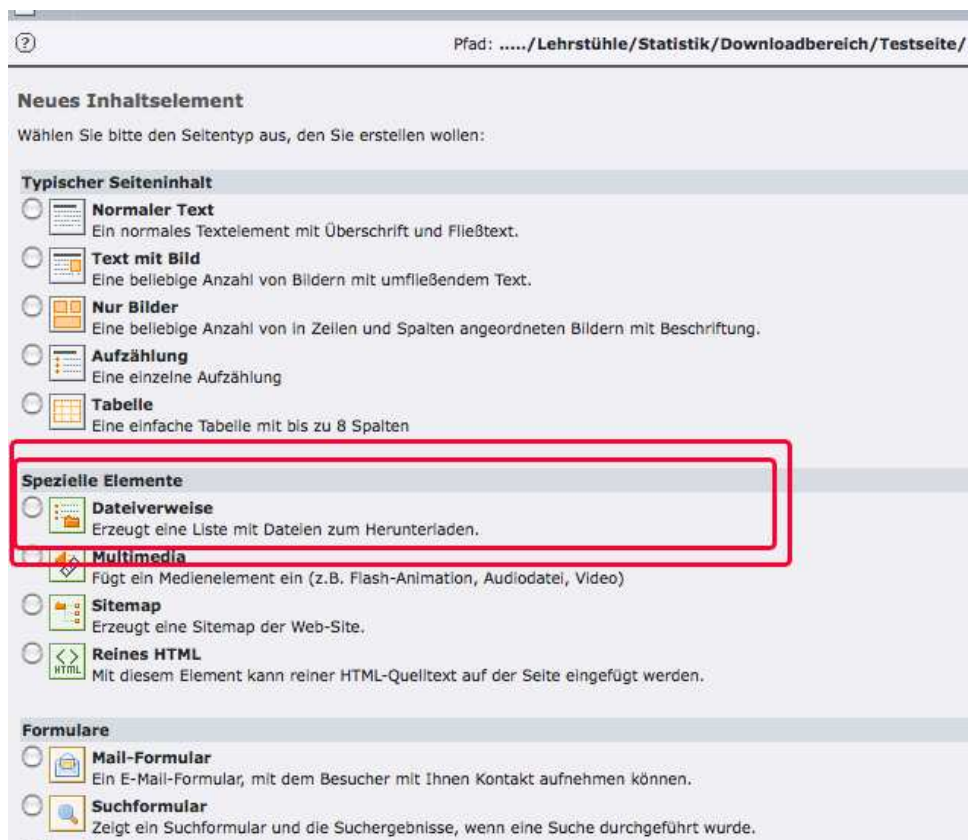 Pfad: ...../Lehrstühle/Statistik/Downloadbereich/Testseite/
Neues Inhaltselement
Wählen Sie bitte den Seitentyp aus, den Sie erstellen wollen:
Typischer Seiteninhalt
Normaler Text
Ein normales Textelement mit Überschrift und Fließtext.
Text mit Bild
Eine beliebige Anzahl von Bildern mit umfließendem Text.
Nur Bilder
Eine beliebige Anzahl von in Zeilen und Spalten angeordneten Bildern mit Beschriftung.
Aufzählung
Eine einzelne Aufzählung
Tabelle
Eine einfache Tabelle mit bis zu 8 Spalten
Spezielle Elemente
Dateiverweise
Erzeugt eine Liste mit Dateien zum Herunterladen.
Multimedia
Fügt ein Medienelement ein (z.B. Flash-Animation, Audiodatei, Video)
Sitemap
Erzeugt eine Sitemap der Web-Site.
HTML
Reines HTML
Mit diesem Element kann reiner HTML-Quelltext auf der Seite eingefügt werden.
Formulare
Mail-Formular
Ein E-Mail-Formular, mit dem Besucher mit Ihnen Kontakt aufnehmen können.
Suchformular
Zeigt ein Suchformular und die Suchergebnisse, wenn eine Suche durchgeführt wurde.